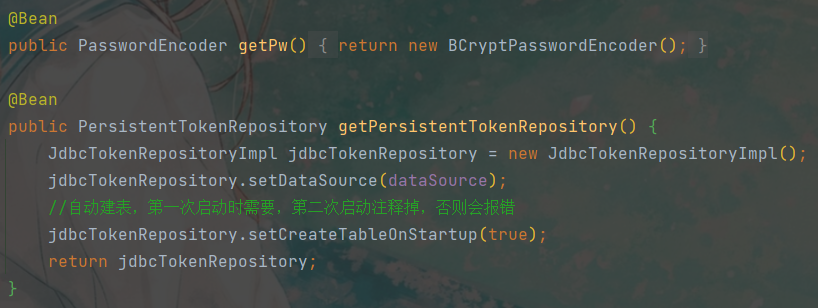 @Bean
public PasswordEncoder getPw() { return new BCryptPasswordEncoder(); }
@Bean
public PersistentTokenRepository getPersistentTokenRepository() {
JdbcTokenRepositoryImpl jdbcTokenRepository = new JdbcTokenRepositoryImpl();
jdbcTokenRepository.setDataSource(dataSource);
//自动建表，第一次启动时需要，第二次启动注释掉，否则会报错
jdbcTokenRepository.setCreateTableOnStartup(true);
return jdbcTokenRepository;
}